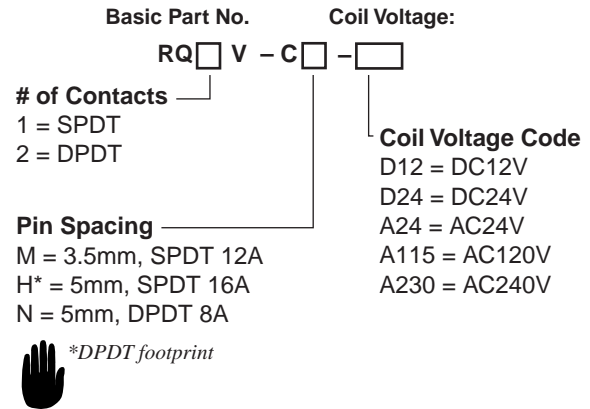 Basic Part No. Coil Voltage:
RQ□ V – C□ –□
# of Contacts
1 = SPDT
2 = DPDT
Pin Spacing
M = 3.5mm, SPDT 12A
H* = 5mm, SPDT 16A
N = 5mm, DPDT 8A
*DPDT footprint
Coil Voltage Code
D12 = DC12V
D24 = DC24V
A24 = AC24V
A115 = AC120V
A230 = AC240V